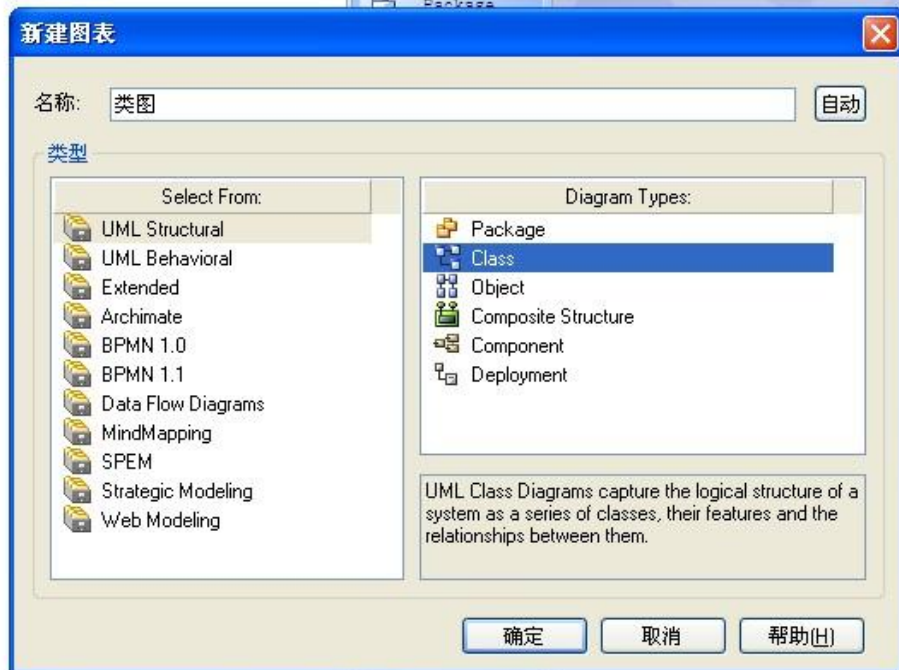 Package
新建图表
名称:
类图
自动
类型
Select From:
UML Structural
UML Behavioral
Extended
Archimate
BPMN 1.0
BPMN 1.1
Data Flow Diagrams
MindMapping
SPEM
Strategic Modeling
Web Modeling
Diagram Types:
Package
Class
Object
Composite Structure
Component
Deployment
UML Class Diagrams capture the logical structure of a
system as a series of classes, their features and the
relationships between them.
确定
取消
帮助(H)